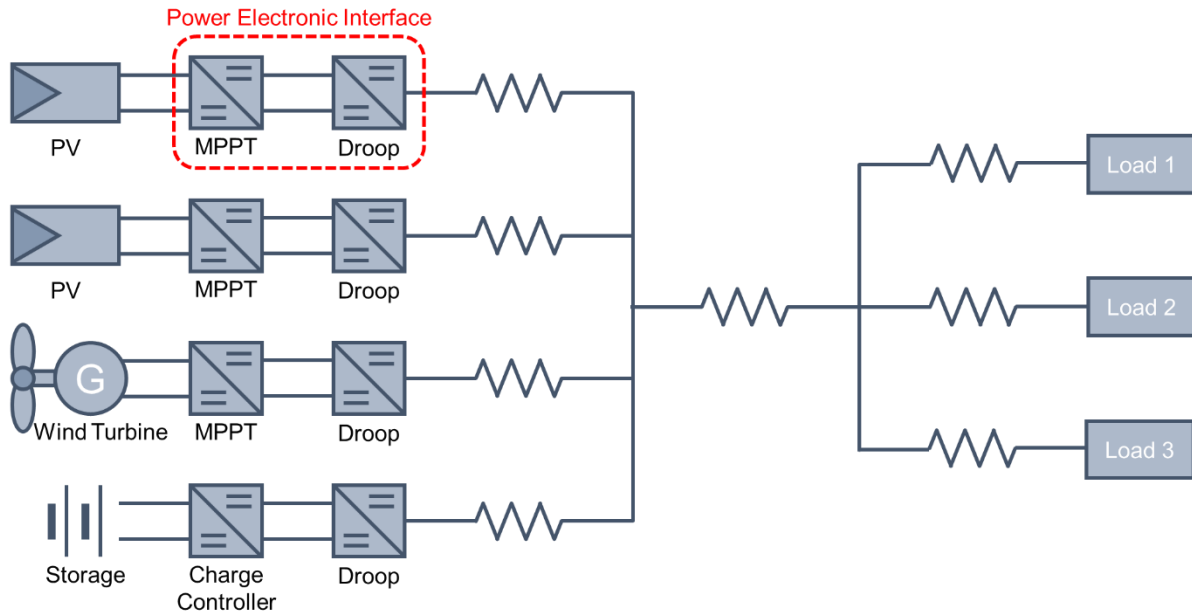 Power Electronic Interface
PV
MPPT
Droop
Load 1
PV
MPPT
Droop
Load 2
G
Wind Turbine
MPPT
Droop
Load 3
Storage
Charge
Controller
Droop